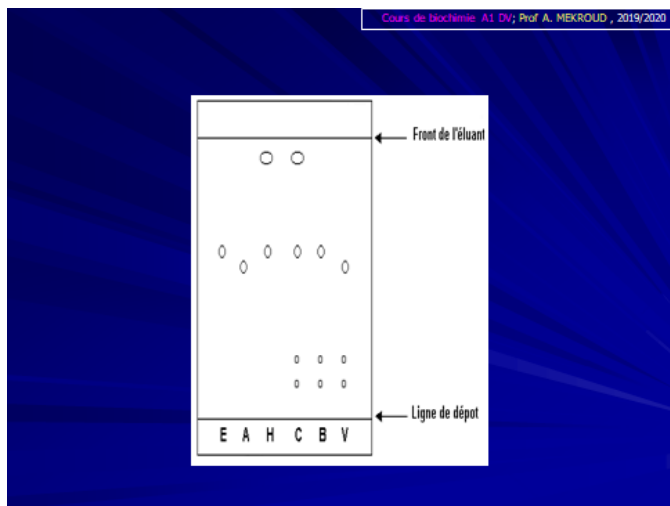 Cours de biochimie A1 DV; Prof A. MEKROUD , 2019/2020
Front de l'éluant
Ligne de dépot
E A H C B V